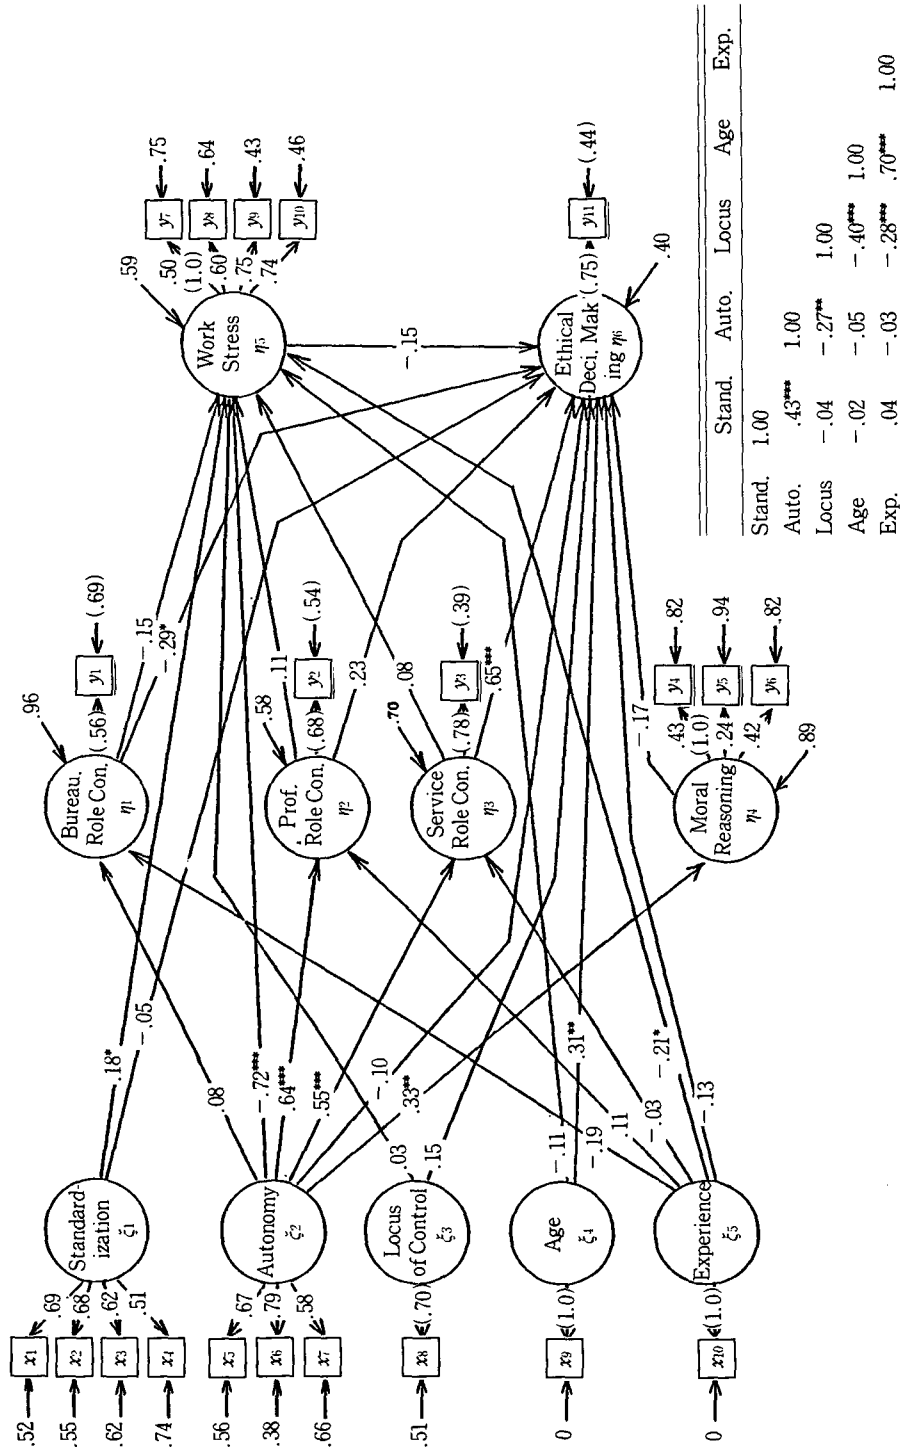 .52
x1
.69
.55
x2
.68
.62
x3
.62
.74
x4
.51
Standard-
ization
ξ1
.56
x5
.67
.38
x6
.79
.66
x7
.58
Autonomy
ξ2
.51
x8
(.70)
Locus
of Control
ξ3
0
x9
(1.0)
Age
ξ4
0
x10
(1.0)
Experience
ξ5
.18*
-.05
.08
-.72***
.64***
.55***
-.10
.33**
.03
.15
-.11
.31**
-.19
.11
-.03
-.21*
-.13
.96
Bureau.
Role Con.
η1
(.56)
y1
(.69)
-.15
-.29*
.58
Prof.
Role Con.
η2
(.68)
y2
(.54)
.11
.23
.70
Service
Role Con.
η3
(.78)
y3
(.39)
.08
.65***
Moral
Reasoning
η4
.43
(1.0)
.24
.42
y4
.82
y5
.94
y6
.82
.89
-.17
.59
Work
Stress
η5
.50
(1.0)
.60
.75
.74
y7
.75
y8
.64
y9
.43
y10
.46
-.15
Ethical
Deci. Mak
ing η6
(.75)
y11
(.44)
.40
Stand. Auto. Locus Age Exp.
Stand. 1.00
Auto. .43*** 1.00
Locus -.04 -.27** 1.00
Age -.02 -.05 -.40*** 1.00
Exp. .04 -.03 -.28*** .70*** 1.00